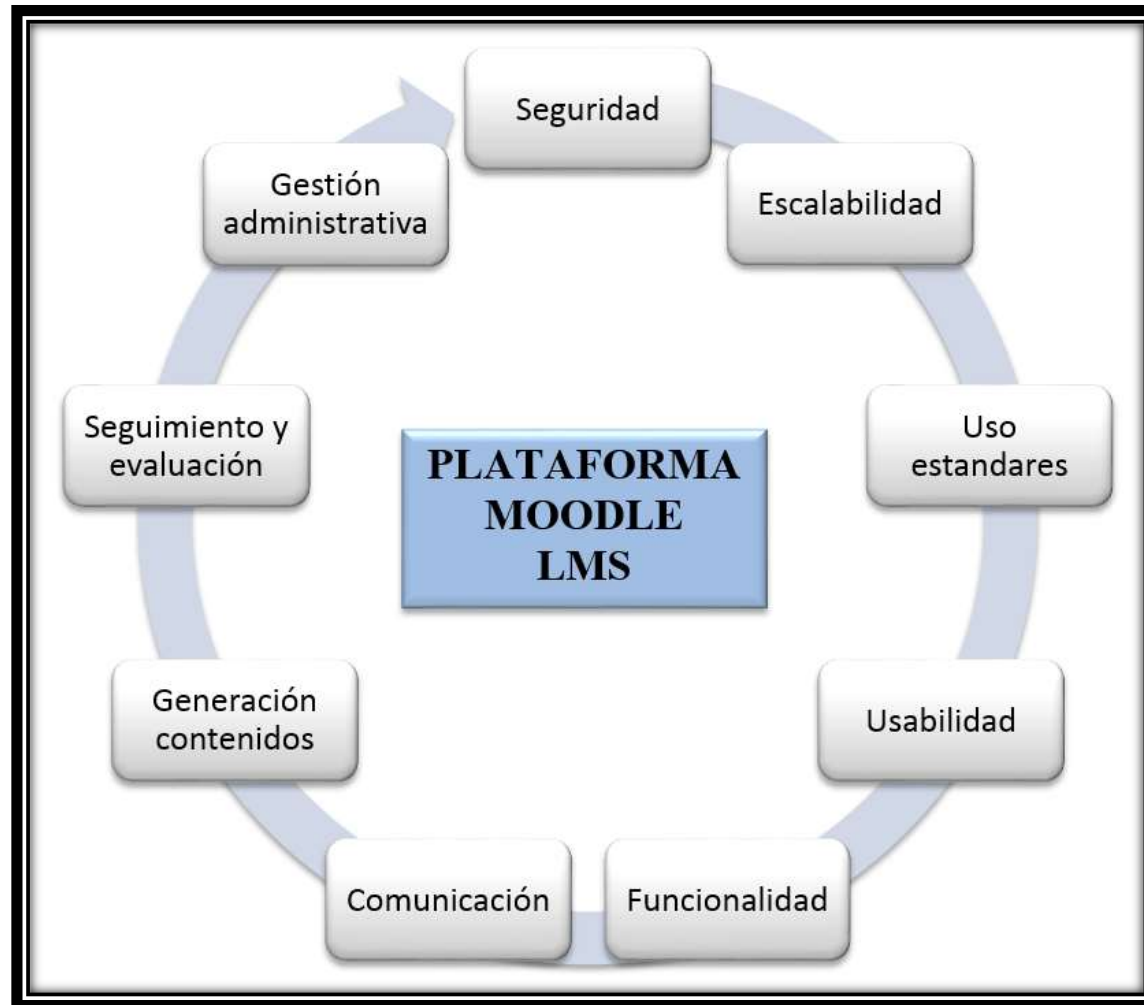 Seguridad
Escalabilidad
Uso
estandares
Usabilidad
Funcionalidad
Comunicación
Generación
contenidos
Seguimiento y
evaluación
Gestión
administrativa
PLATAFORMA
MOODLE
LMS